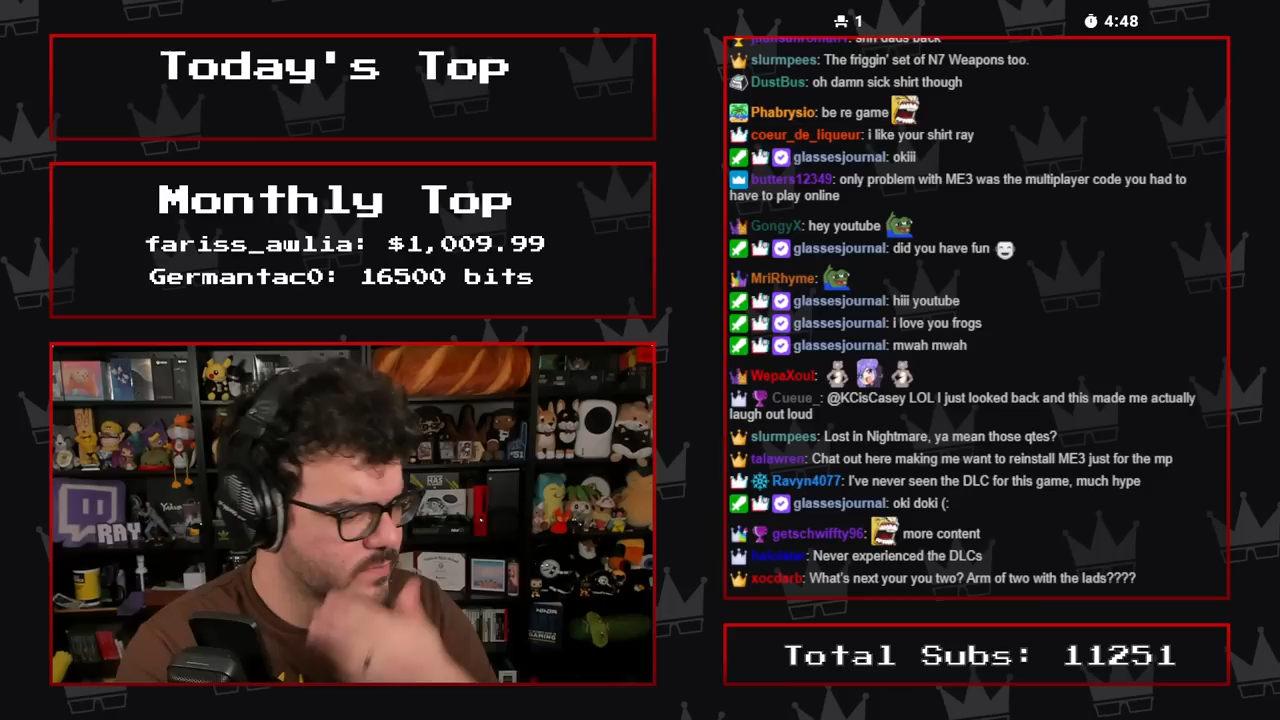 1
4:48
Today's Top
Monthly Top
fariss_awlia: $1,009.99
Germantac0: 16500 bits
RAY
slurmpees: The friggin' set of N7 Weapons too.
DustBus: oh damn sick shirt though
Phabrysio: be re game
coeur_de_liqueur: i like your shirt ray
glassesjournal: okiii
butters12349: only problem with ME3 was the multiplayer code you had to
have to play online
GongyX: hey youtube
glassesjournal: did you have fun
MrlRhyme:
glassesjournal: hiii youtube
glassesjournal: i love you frogs
glassesjournal: mwah mwah
WepaXoul:
Cueue_: @KCisCasey LOL I just looked back and this made me actually
laugh out loud
slurmpees: Lost in Nightmare, ya mean those qtes?
talawren: Chat out here making me want to reinstall ME3 just for the mp
Ravyn4077: I've never seen the DLC for this game, much hype
glassesjournal: oki doki (:
getschwiffty96: more content
Never experienced the DLCs
xocdarb: What's next your you two? Arm of two with the lads????
Total Subs: 11251